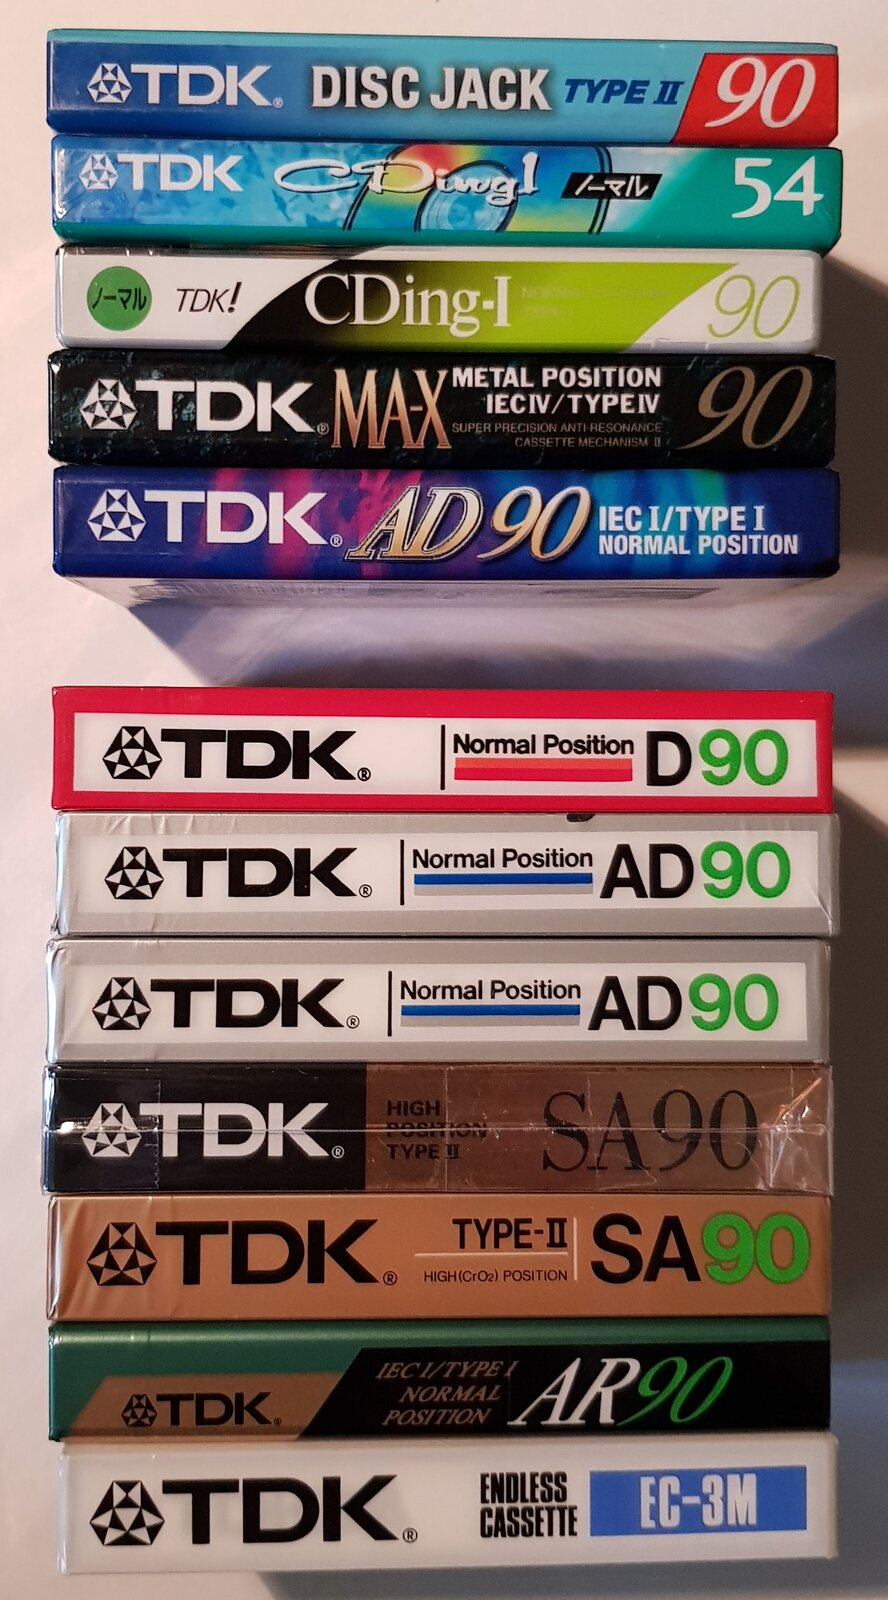 TDK® DISC JACK TYPE II 90
TDK CDing1 ノーマル 54
ノーマル TDK! CDing-I 90
TDK® MA-X METAL POSITION 90
IEC IV/TYPE IV
SUPER PRECISION ANTI-RESONANCE
CASSETTE MECHANISM II
TDK® AD 90 IEC I/TYPE I
NORMAL POSITION
TDK® Normal Position D90
TDK® Normal Position AD90
TDK® Normal Position AD90
TDK® HIGH POSITION TYPE II SA90
TDK® TYPE-II SA90
HIGH(CrO2) POSITION
TDK® IEC I/TYPE I AR90
NORMAL
POSITION
TDK® ENDLESS CASSETTE EC-3M